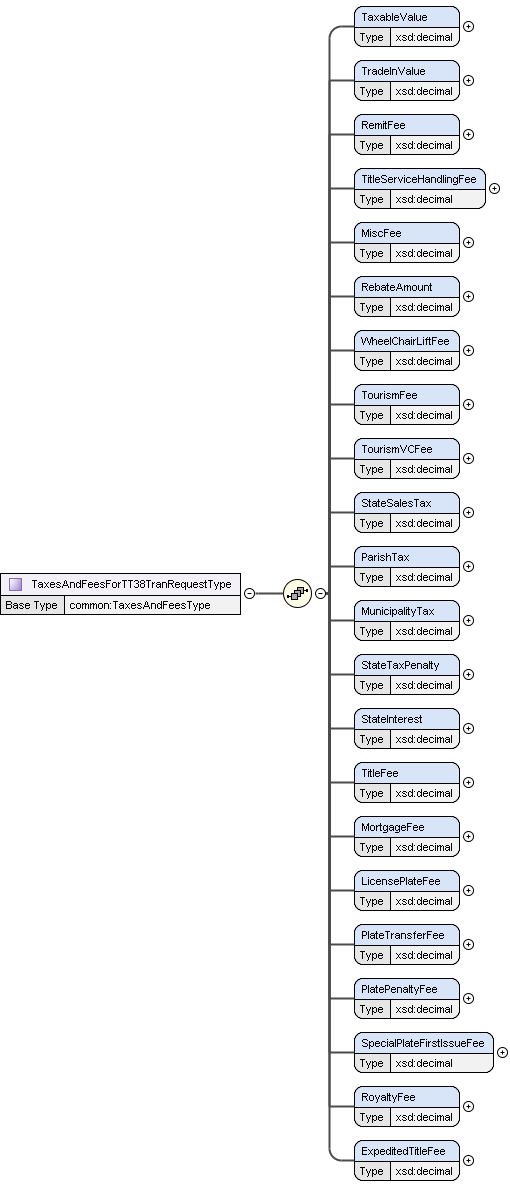 TaxableValue
Type xsd:decimal
TradeInValue
Type xsd:decimal
RemitFee
Type xsd:decimal
TitleServiceHandlingFee
Type xsd:decimal
MiscFee
Type xsd:decimal
RebateAmount
Type xsd:decimal
WheelChairLiftFee
Type xsd:decimal
TourismFee
Type xsd:decimal
TourismVCFee
Type xsd:decimal
StateSalesTax
Type xsd:decimal
ParishTax
Type xsd:decimal
TaxesAndFeesForTT38TranRequestType
Base Type common:TaxesAndFeesType
MunicipalityTax
Type xsd:decimal
StateTaxPenalty
Type xsd:decimal
StateInterest
Type xsd:decimal
TitleFee
Type xsd:decimal
MortgageFee
Type xsd:decimal
LicensePlateFee
Type xsd:decimal
PlateTransferFee
Type xsd:decimal
PlatePenaltyFee
Type xsd:decimal
SpecialPlateFirstIssueFee
Type xsd:decimal
RoyaltyFee
Type xsd:decimal
ExpeditedTitleFee
Type xsd:decimal